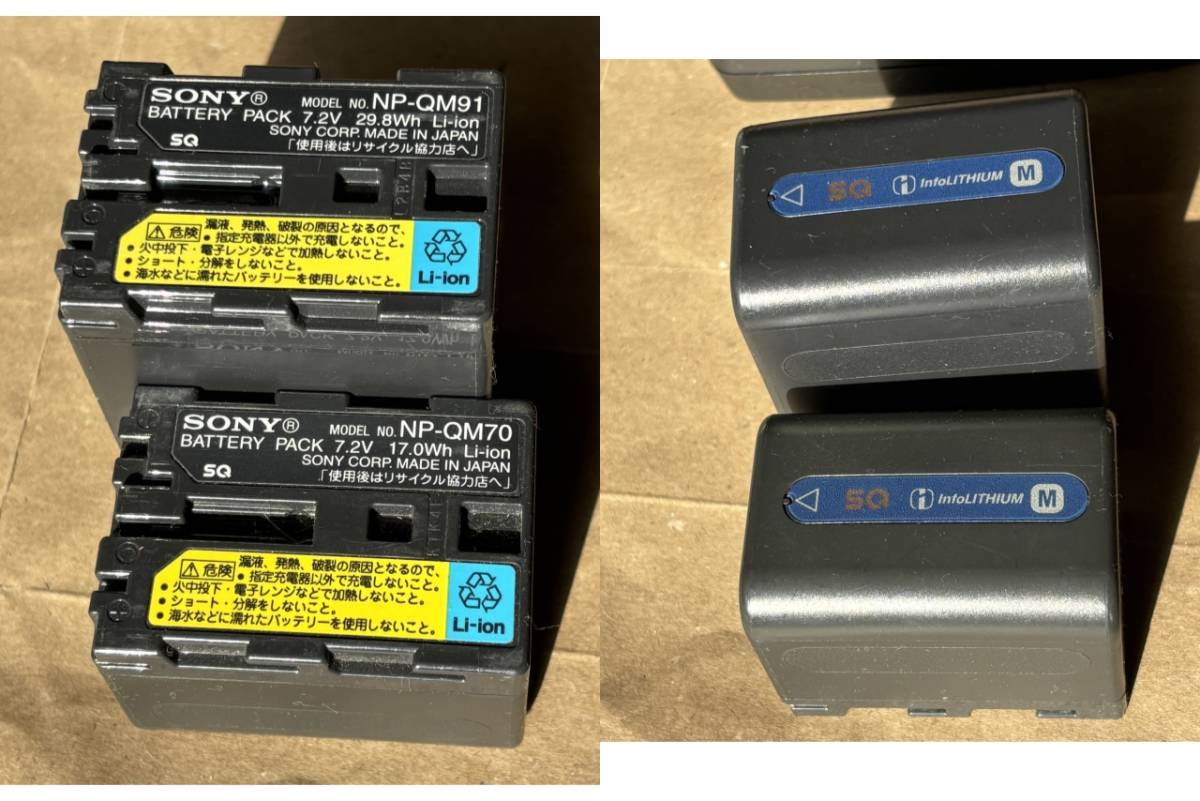 SONY® MODEL NO. NP-QM91
BATTERY PACK 7.2V 29.8Wh Li-ion
SONY CORP. MADE IN JAPAN
SQ 「使用後はリサイクル協力店へ」
⚠危険 漏液、発熱、破裂の原因となるので、
• 指定充電器以外で充電しないこと。
• 火中投下・電子レンジなどで加熱しないこと。
• ショート・分解をしないこと。
• 海水などに濡れたバッテリーを使用しないこと。
Li-ion
SONY® MODEL NO. NP-QM70
BATTERY PACK 7.2V 17.0Wh Li-ion
SONY CORP. MADE IN JAPAN
SQ 「使用後はリサイクル協力店へ」
⚠危険 漏液、発熱、破裂の原因となるので、
• 指定充電器以外で充電しないこと。
• 火中投下・電子レンジなどで加熱しないこと。
• ショート・分解をしないこと。
• 海水などに濡れたバッテリーを使用しないこと。
Li-ion
SQ InfoLITHIUM M
SQ InfoLITHIUM M